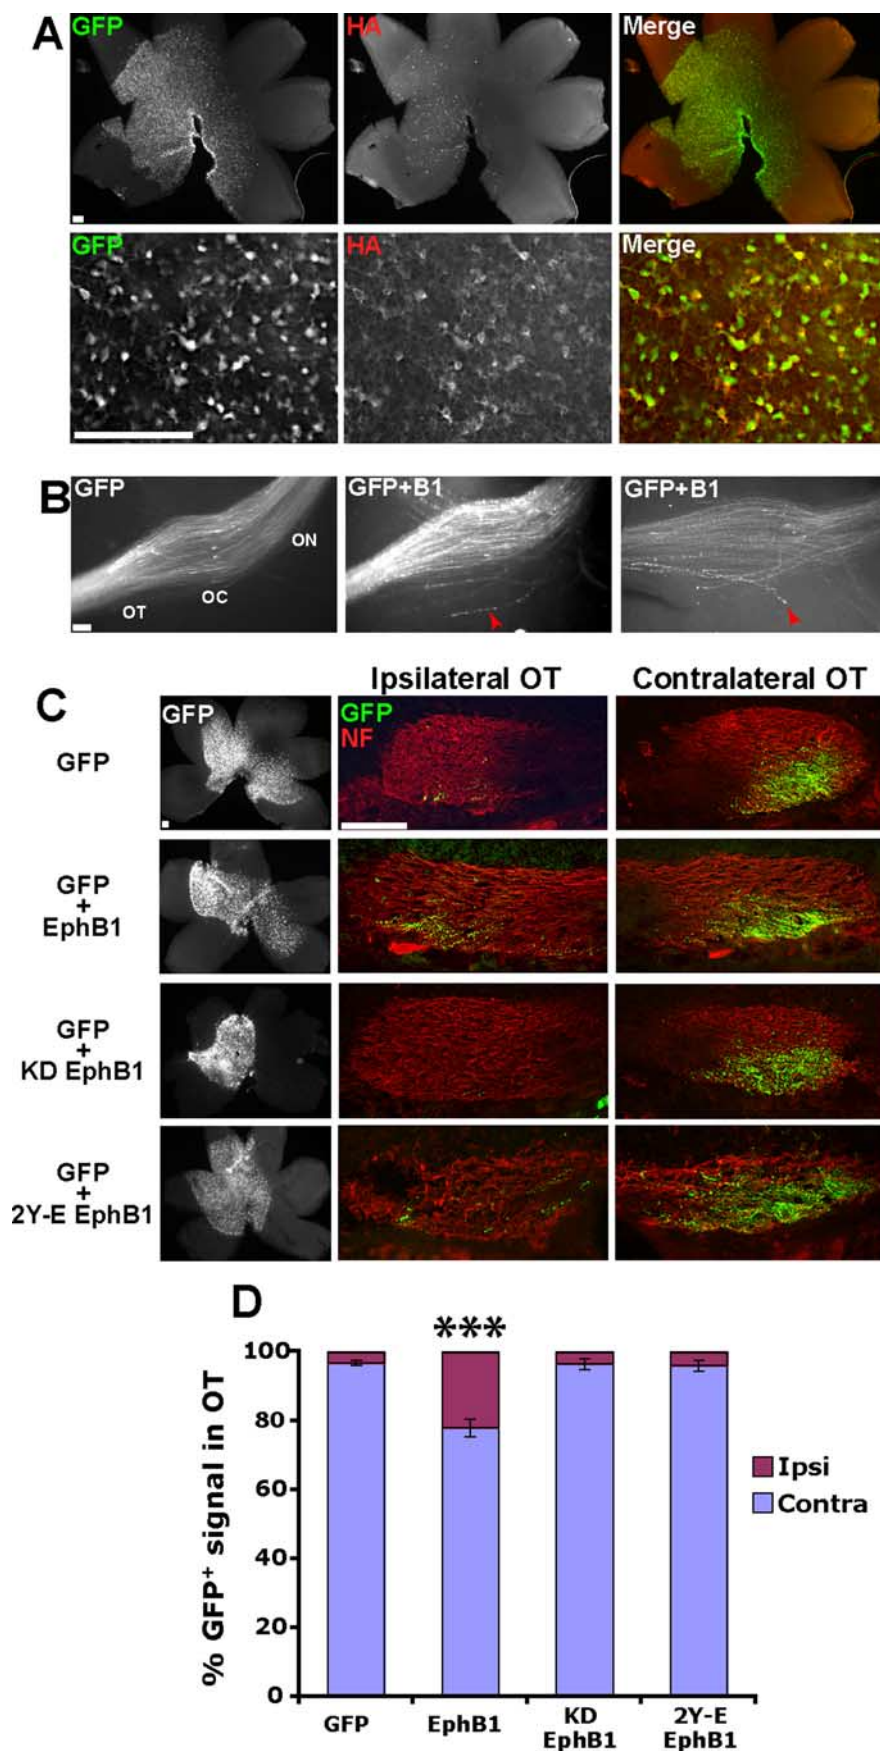 A
GFP
HA
Merge
GFP
HA
Merge
B
GFP
OT
OC
ON
GFP+B1
GFP+B1
C
Ipsilateral OT
Contralateral OT
GFP
GFP
GFP
NF
GFP
+
EphB1
GFP
+
KD EphB1
GFP
+
2Y-E EphB1
D
***
100
80
60
40
20
0
% GFP+ signal in OT
Ipsi
Contra
GFP
EphB1
KD
EphB1
2Y-E
EphB1